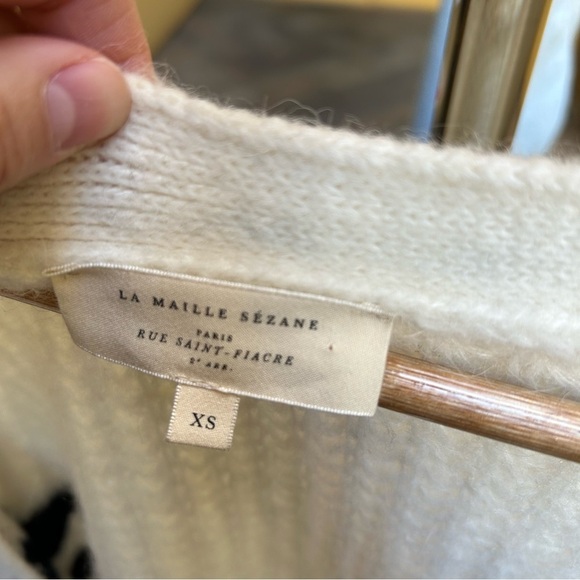 LA MAILLE SÉZANE
PARIS
RUE SAINT-FIACRE
2ᵉ ARR.
XS